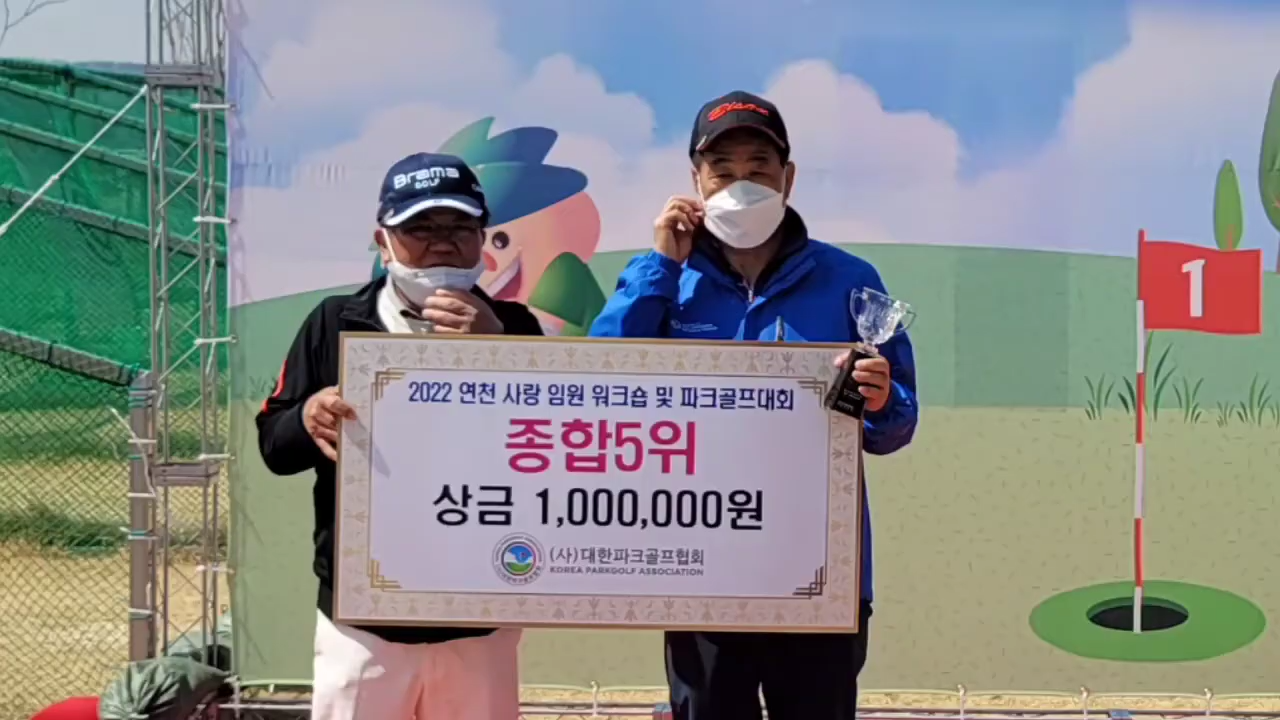 Brama
GOLF
1
2022 연천 사랑 임원 워크숍 및 파크골프대회
종합5위
상금 1,000,000원
(사)대한파크골프협회
KOREA PARKGOLF ASSOCIATION